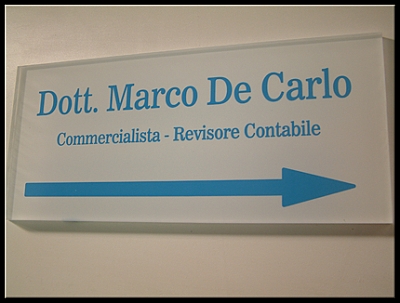 Dott. Marco De Carlo
Commercialista - Revisore Contabile